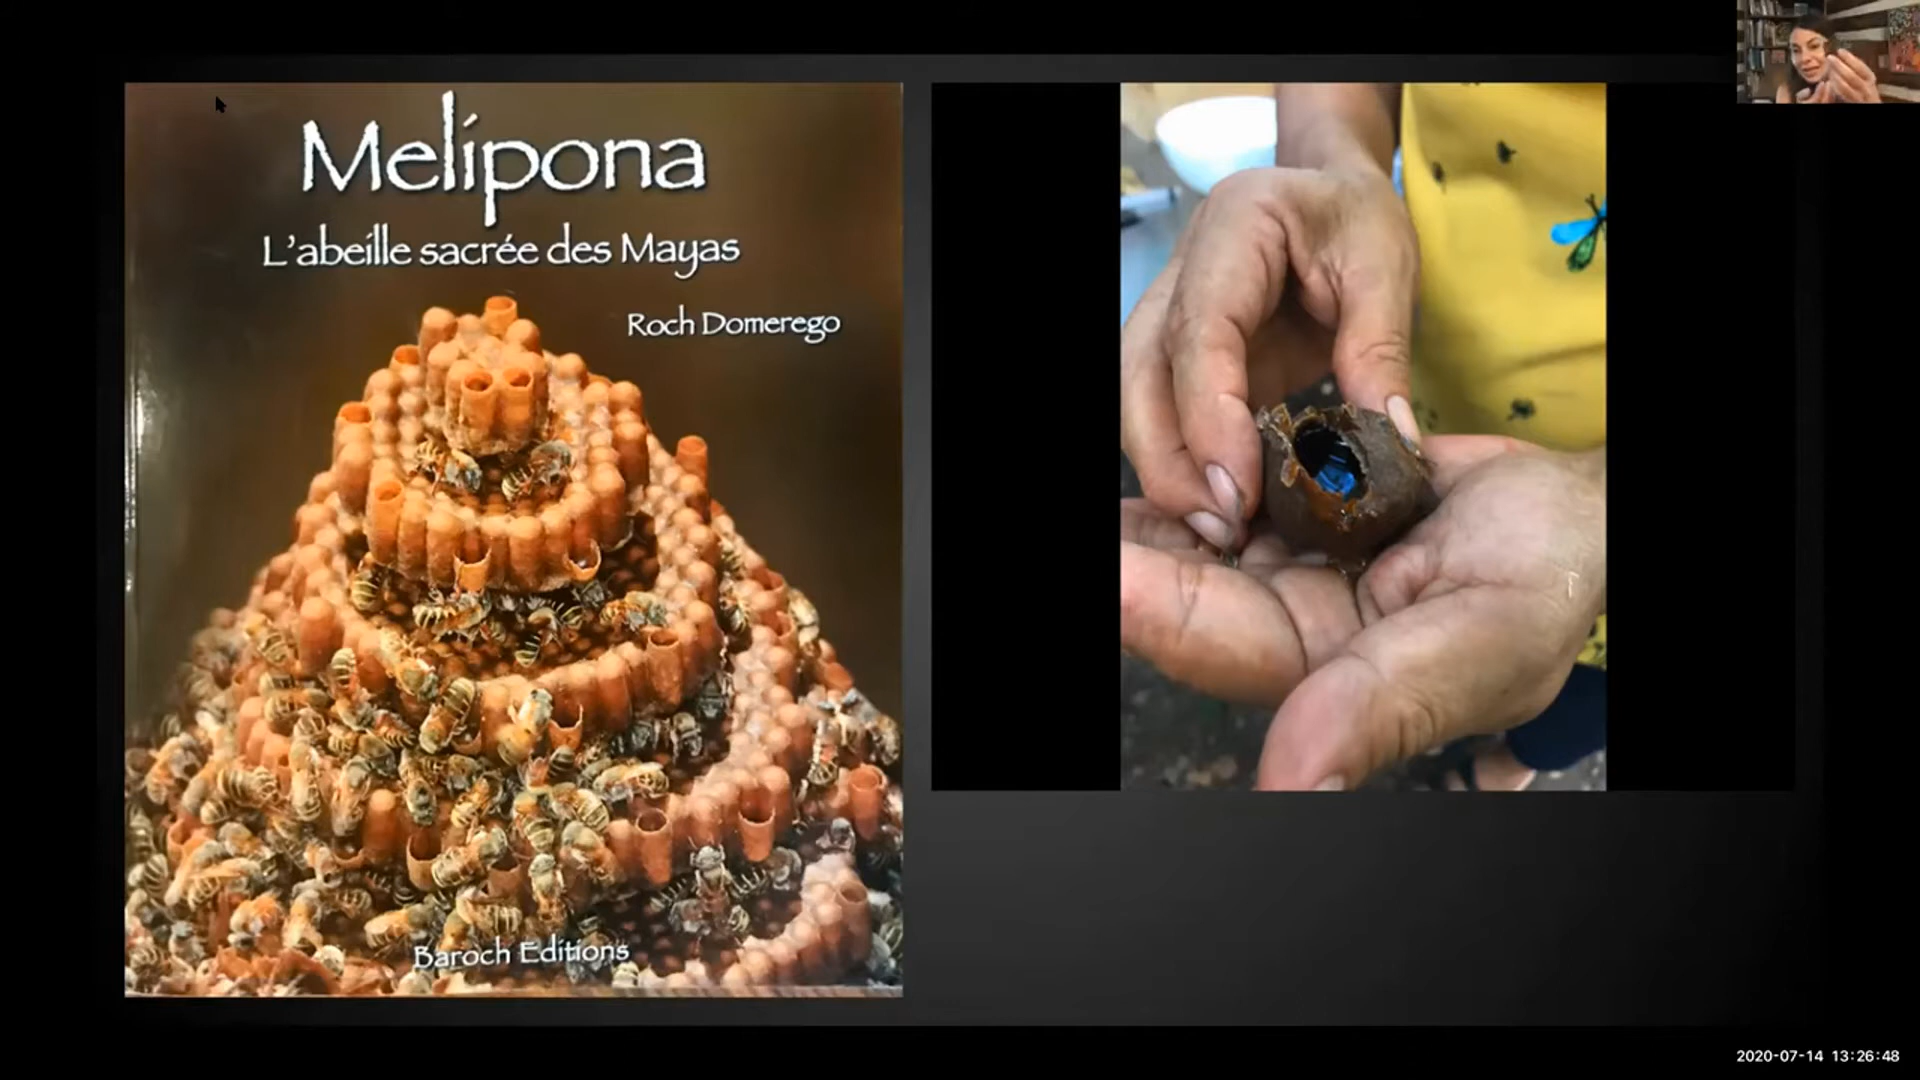 Melipona
L'abeille sacrée des Mayas
Roch Domerego
Baroch Editions
2020-07-14 13:26:48